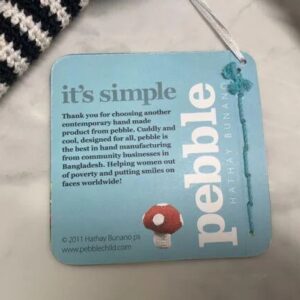 it's simple
Thank you for choosing another
contemporary hand made
product from pebble. Cuddly and
cool, designed for all, pebble is
the best in hand manufacturing
from community businesses in
Bangladesh. Helping women out
of poverty and putting smiles on
faces worldwide!
© 2011 Hathay Bunano ps
www.pebblechild.com
pebble
HATHAY BUNANO